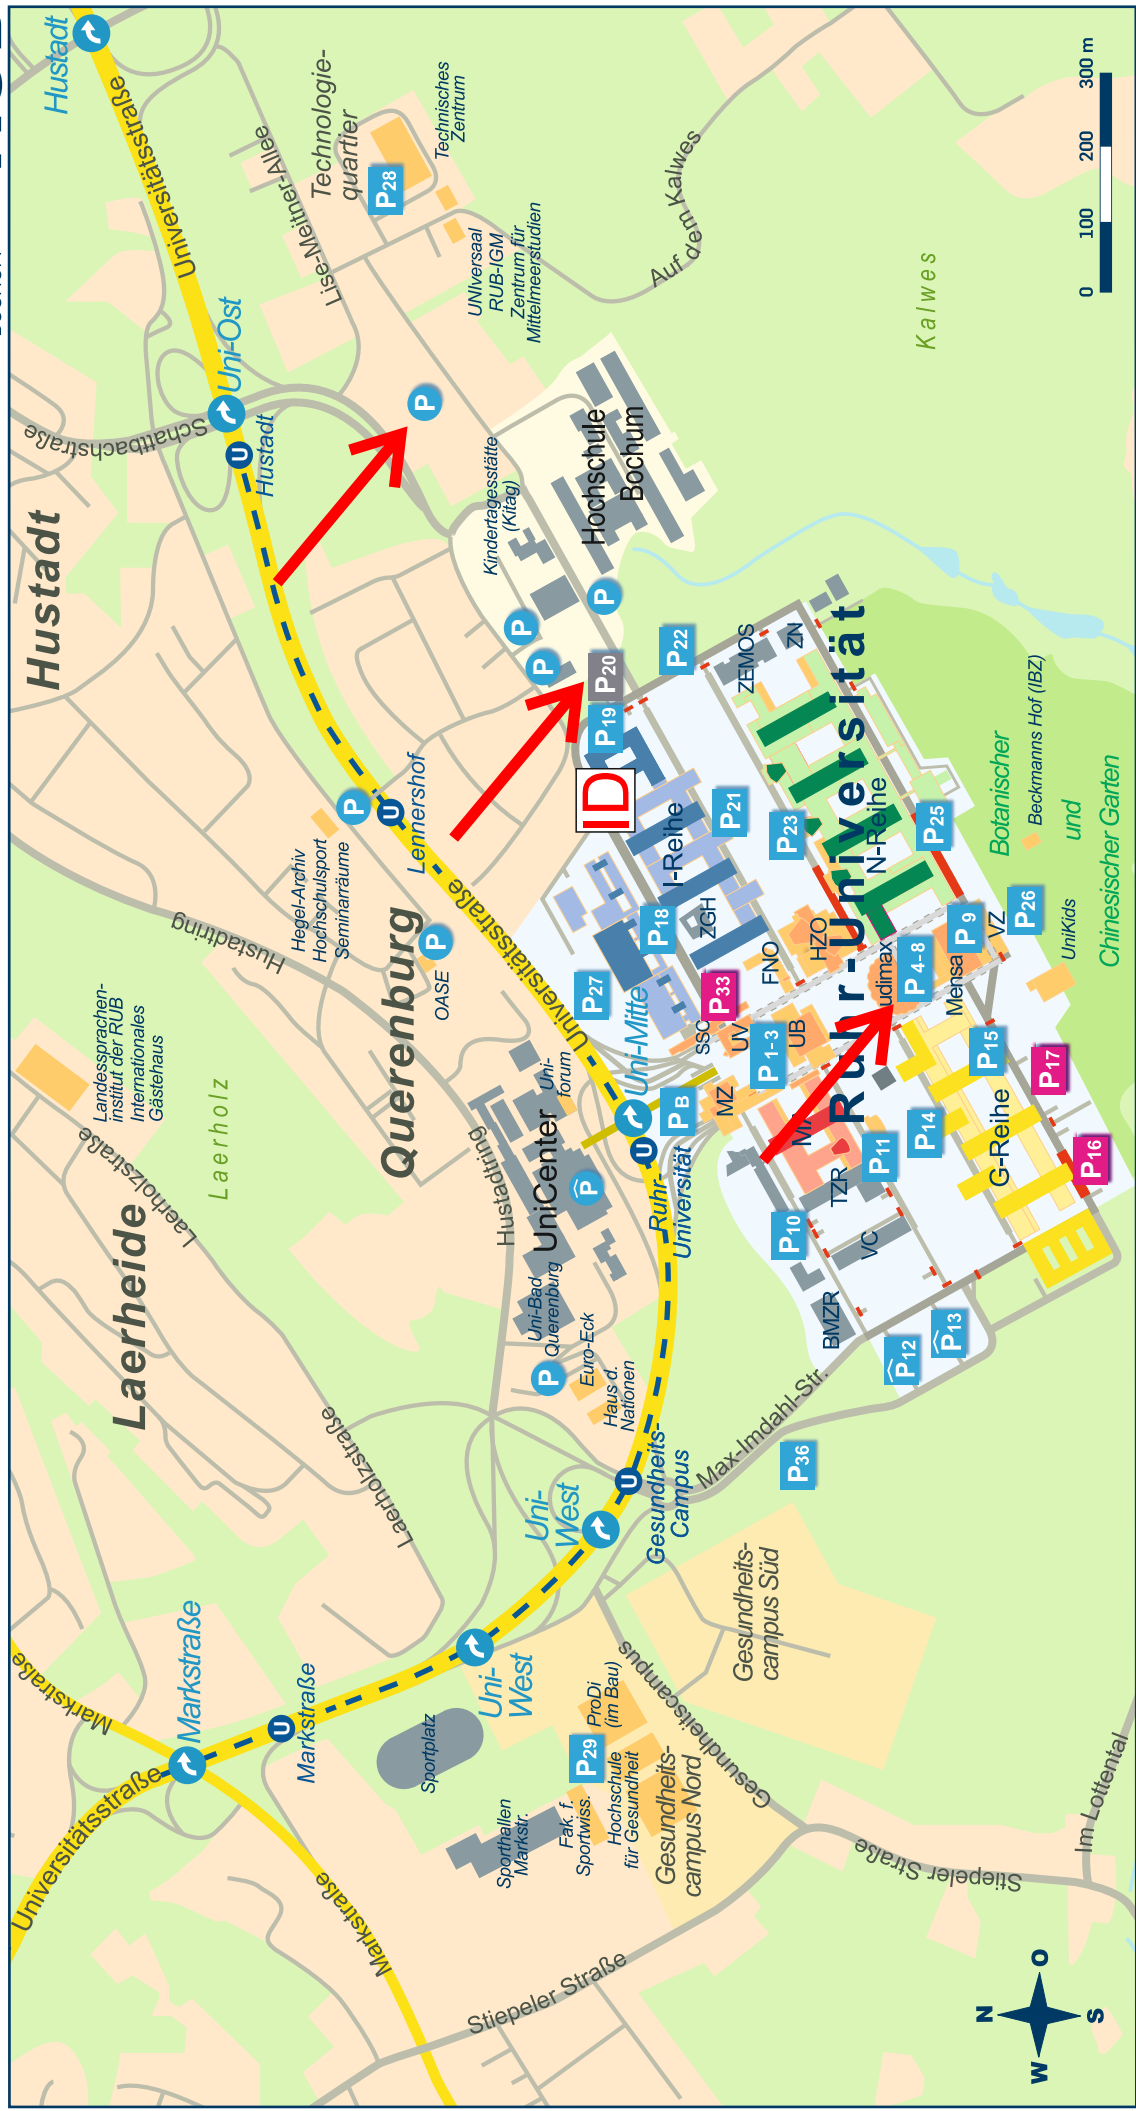 Hustadt
Universitätsstraße
Lise-Meitner-Allee
Technologie-
quartier
P28
Technisches
Zentrum
UNIversaal
RUB-IGM
Zentrum für
Mittelmeerstudien
Auf dem Kalwes
Kalwes
0 100 200 300 m
Universitätsstraße
Uni-Ost
U
Hustadt
Schattbachstraße
Hustadt
P
Kindertagesstätte
(Kitag)
Hochschule
Bochum
P
P
P
P20
P19
P22
ID
ZEMOS
ZN
Ruhr-Universität
I-Reihe
P21
P23
N-Reihe
P25
Botanischer
und
Chinesischer Garten
Beckmanns Hof (IBZ)
P26
UniKids
VZ
P9
Mensa
P4-8
udimax
HZO
FNO
ZGH
P18
P27
P33
SSC
UV
P1-3
UB
MZ
MA
PB
Uni-Mitte
P
U
Lennershof
Hegel-Archiv
Hochschulsport
Seminarräume
P
OASE
Universitätsstraße
Hustadtring
Querenburg
Landessprachen-
institut der RUB
Internationales
Gästehaus
Laerholz
Laerholzstraße
Laerheide
Laerholzstraße
Hustadtring
Uni-
forum
UniCenter
P
U
Ruhr-
Universität
Uni-Bad
Querenburg
P
Euro-Eck
Haus d.
Nationen
P10
TZR
P11
P14
P15
G-Reihe
P17
P16
VC
BMZR
P12
P13
Max-Imdahl-Str.
P36
U
Gesundheits-
Campus
Uni-
West
Uni-
West
Gesundheits-
campus Süd
Gesundheitscampus
Gesundheits-
campus Nord
ProDi
(im Bau)
P29
Hochschule
für Gesundheit
Fak. f.
Sportwiss.
Sporthallen
Markstr.
Sportplatz
Markstraße
U
Markstraße
Markstraße
Universitätsstraße
Markstraße
Stiepeler Straße
Stiepeler Straße
Im Lottental
N
O
S
W